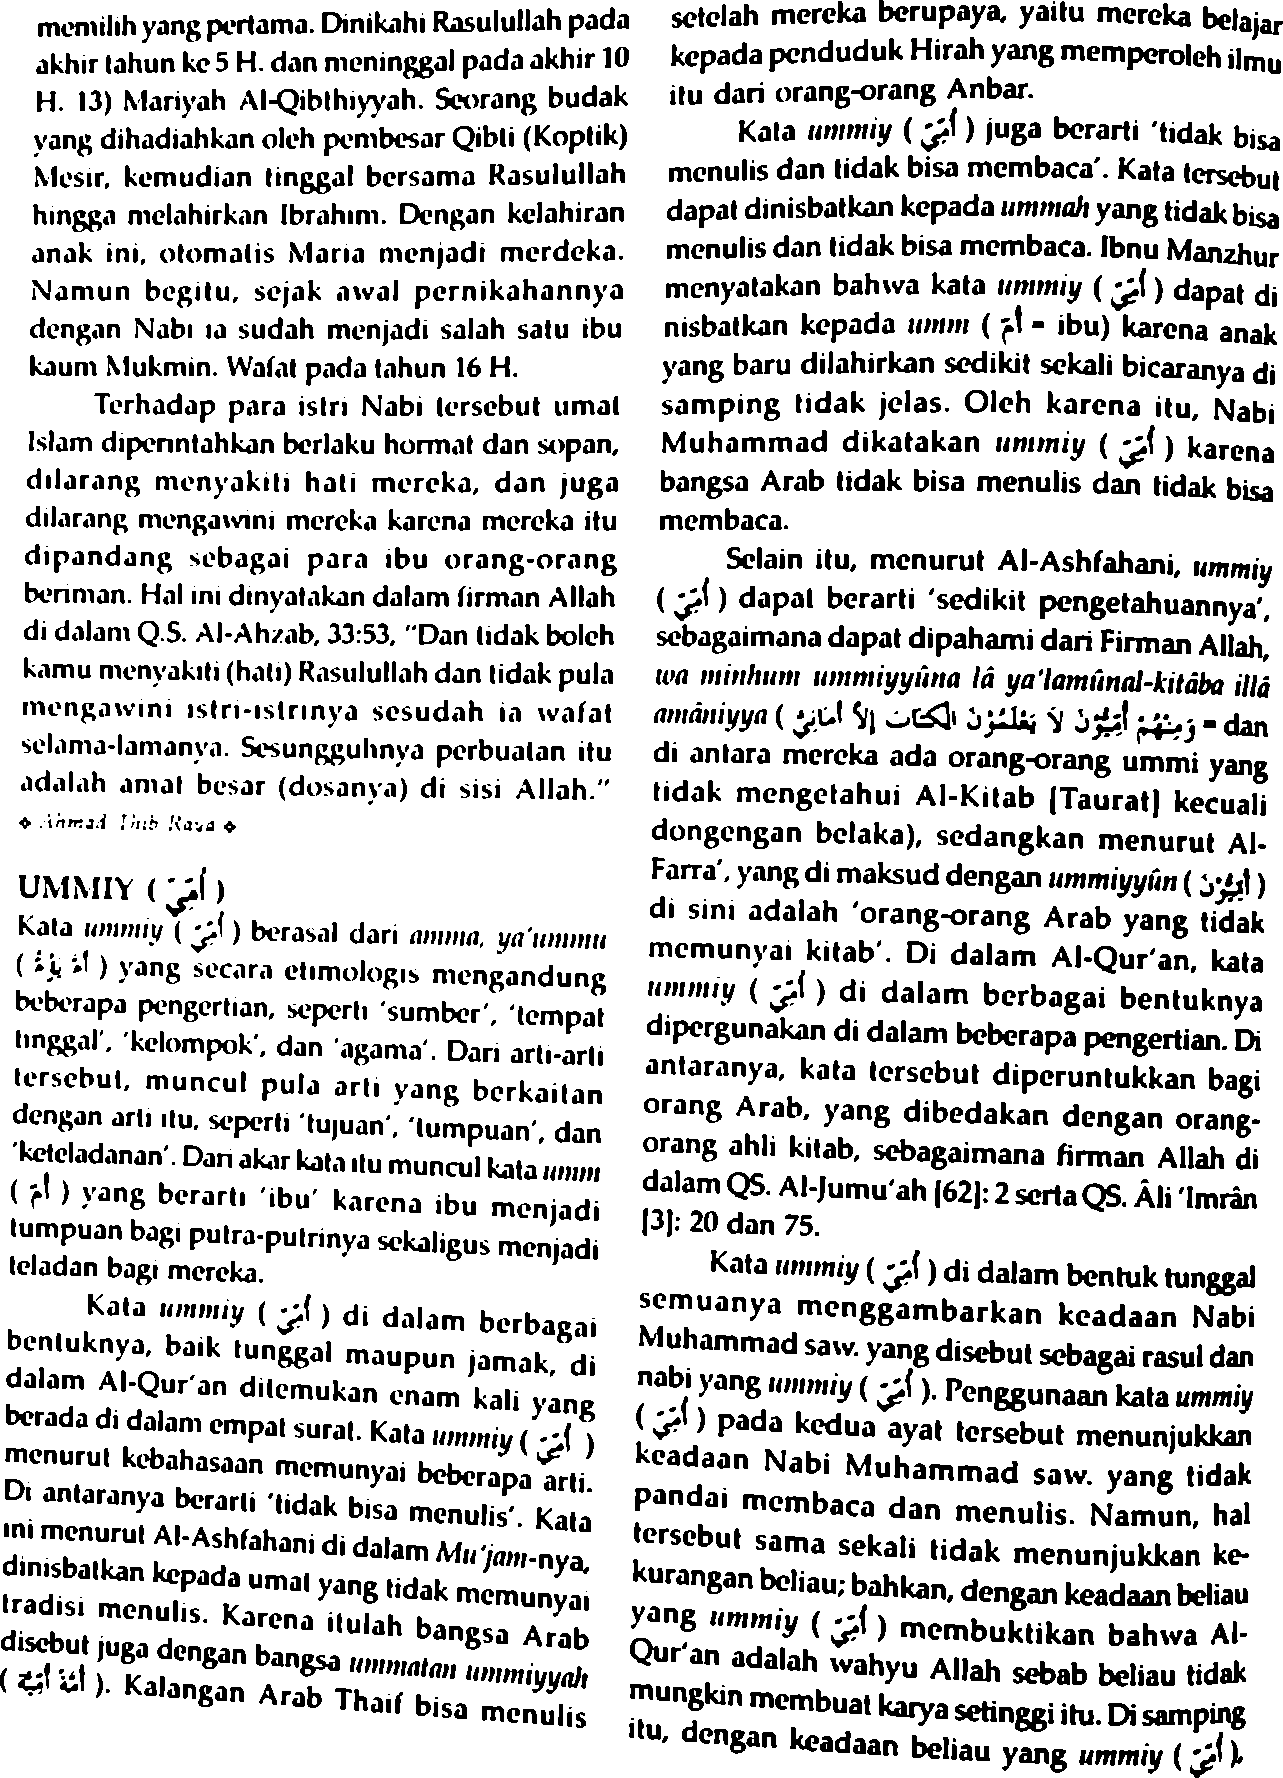 memilih yang pertama. Dinikahi Rasulullah pada
akhir tahun ke 5 H. dan meninggal pada akhir 10
H. 13) Mariyah Al-Qibthiyyah. Seorang budak
yang dihadiahkan oleh pembesar Qibti (Koptik)
Mesir, kemudian tinggal bersama Rasulullah
hingga melahirkan Ibrahim. Dengan kelahiran
anak ini, otomatis Maria menjadi merdeka.
Namun begitu, sejak awal pernikahannya
dengan Nabi ia sudah menjadi salah satu ibu
kaum Mukmin. Wafat pada tahun 16 H.
Terhadap para istri Nabi tersebut umat
Islam diperintahkan berlaku hormat dan sopan,
dilarang menyakiti hati mereka, dan juga
dilarang mengawini mereka karena mereka itu
dipandang sebagai para ibu orang-orang
beriman. Hal ini dinyatakan dalam firman Allah
di dalam Q.S. Al-Ahzab, 33:53, "Dan tidak boleh
kamu menyakiti (hati) Rasulullah dan tidak pula
mengawini istri-istrinya sesudah ia wafat
selama-lamanya. Sesungguhnya perbuatan itu
adalah amat besar (dosanya) di sisi Allah."
❖ Ahmad Thib Raya ❖
UMMIY ( أُمِّيّ )
Kata ummiy ( أُمِّيّ ) berasal dari amma, ya'ummu
( أَمَّ يَؤُمُّ ) yang secara etimologis mengandung
beberapa pengertian, seperti 'sumber', 'tempat
tinggal', 'kelompok', dan 'agama'. Dari arti-arti
tersebut, muncul pula arti yang berkaitan
dengan arti itu, seperti 'tujuan', 'tumpuan', dan
'keteladanan'. Dari akar kata itu muncul kata umm
( أُمّ ) yang berarti 'ibu' karena ibu menjadi
tumpuan bagi putra-putrinya sekaligus menjadi
teladan bagi mereka.
Kata ummiy ( أُمِّيّ ) di dalam berbagai
bentuknya, baik tunggal maupun jamak, di
dalam Al-Qur'an ditemukan enam kali yang
berada di dalam empat surat. Kata ummiy ( أُمِّيّ )
menurut kebahasaan memunyai beberapa arti.
Di antaranya berarti 'tidak bisa menulis'. Kata
ini menurut Al-Ashfahani di dalam Mu'jam-nya,
dinisbatkan kepada umat yang tidak memunyai
tradisi menulis. Karena itulah bangsa Arab
disebut juga dengan bangsa ummatan ummiyyah
( أُمَّةً أُمِّيَّة ). Kalangan Arab Thaif bisa menulis
setelah mereka berupaya, yaitu mereka belajar
kepada penduduk Hirah yang memperoleh ilmu
itu dari orang-orang Anbar.
Kata ummiy ( أُمِّيّ ) juga berarti 'tidak bisa
menulis dan tidak bisa membaca'. Kata tersebut
dapat dinisbatkan kepada ummah yang tidak bisa
menulis dan tidak bisa membaca. Ibnu Manzhur
menyatakan bahwa kata ummiy ( أُمِّيّ ) dapat di
nisbatkan kepada umm ( أُمّ = ibu) karena anak
yang baru dilahirkan sedikit sekali bicaranya di
samping tidak jelas. Oleh karena itu, Nabi
Muhammad dikatakan ummiy ( أُمِّيّ ) karena
bangsa Arab tidak bisa menulis dan tidak bisa
membaca.
Selain itu, menurut Al-Ashfahani, ummiy
( أُمِّيّ ) dapat berarti 'sedikit pengetahuannya',
sebagaimana dapat dipahami dari Firman Allah,
wa minhum ummiyyûna lâ ya'lamûnal-kitâba illâ
amâniyya ( وَمِنْهُمْ أُمِّيُّوْنَ لاَ يَعْلَمُوْنَ الْكِتَابَ إِلاَّ أَمَانِيَّ = dan
di antara mereka ada orang-orang ummi yang
tidak mengetahui Al-Kitab [Taurat] kecuali
dongengan belaka), sedangkan menurut Al-
Farra', yang di maksud dengan ummiyyûn ( أُمِّيُّوْنَ )
di sini adalah 'orang-orang Arab yang tidak
memunyai kitab'. Di dalam Al-Qur'an, kata
ummiy ( أُمِّيّ ) di dalam berbagai bentuknya
dipergunakan di dalam beberapa pengertian. Di
antaranya, kata tersebut diperuntukkan bagi
orang Arab, yang dibedakan dengan orang-
orang ahli kitab, sebagaimana firman Allah di
dalam QS. Al-Jumu'ah [62]: 2 serta QS. Âli 'Imrân
[3]: 20 dan 75.
Kata ummiy ( أُمِّيّ ) di dalam bentuk tunggal
semuanya menggambarkan keadaan Nabi
Muhammad saw. yang disebut sebagai rasul dan
nabi yang ummiy ( أُمِّيّ ). Penggunaan kata ummiy
( أُمِّيّ ) pada kedua ayat tersebut menunjukkan
keadaan Nabi Muhammad saw. yang tidak
pandai membaca dan menulis. Namun, hal
tersebut sama sekali tidak menunjukkan ke-
kurangan beliau; bahkan, dengan keadaan beliau
yang ummiy ( أُمِّيّ ) membuktikan bahwa Al-
Qur'an adalah wahyu Allah sebab beliau tidak
mungkin membuat karya setinggi itu. Di samping
itu, dengan keadaan beliau yang ummiy ( أُمِّيّ ),